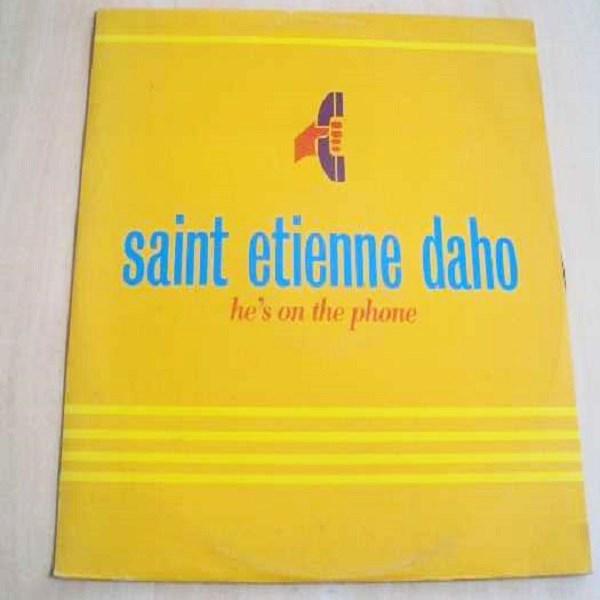 saint etienne daho
he's on the phone